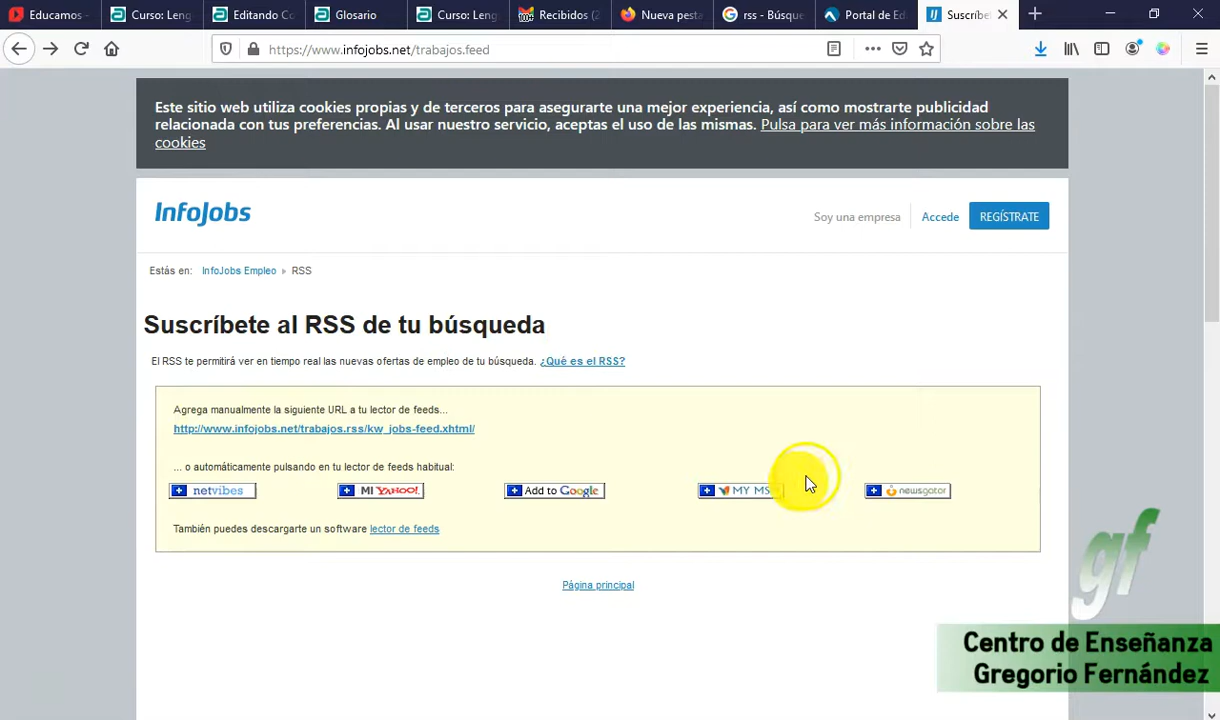 Educamos -
Curso: Leng
Editando Co
Glosario
Curso: Leng
Recibidos (2
Nueva pesta
rss - Búsque
Portal de Edu
Suscríbet
https://www.infojobs.net/trabajos.feed
Este sitio web utiliza cookies propias y de terceros para asegurarte una mejor experiencia, así como mostrarte publicidad
relacionada con tus preferencias. Al usar nuestro servicio, aceptas el uso de las mismas. Pulsa para ver más información sobre las
cookies
InfoJobs
Soy una empresa
Accede
REGÍSTRATE
Estás en: InfoJobs Empleo RSS
Suscríbete al RSS de tu búsqueda
El RSS te permitirá ver en tiempo real las nuevas ofertas de empleo de tu búsqueda. ¿Qué es el RSS?
Agrega manualmente la siguiente URL a tu lector de feeds...
http://www.infojobs.net/trabajos.rss/kw_jobs-feed.xhtml/
... o automáticamente pulsando en tu lector de feeds habitual:
netvibes
MI YAHOO!
Add to Google
MY MS
newsgator
También puedes descargarte un software lector de feeds
Página principal
gf
Centro de Enseñanza
Gregorio Fernández